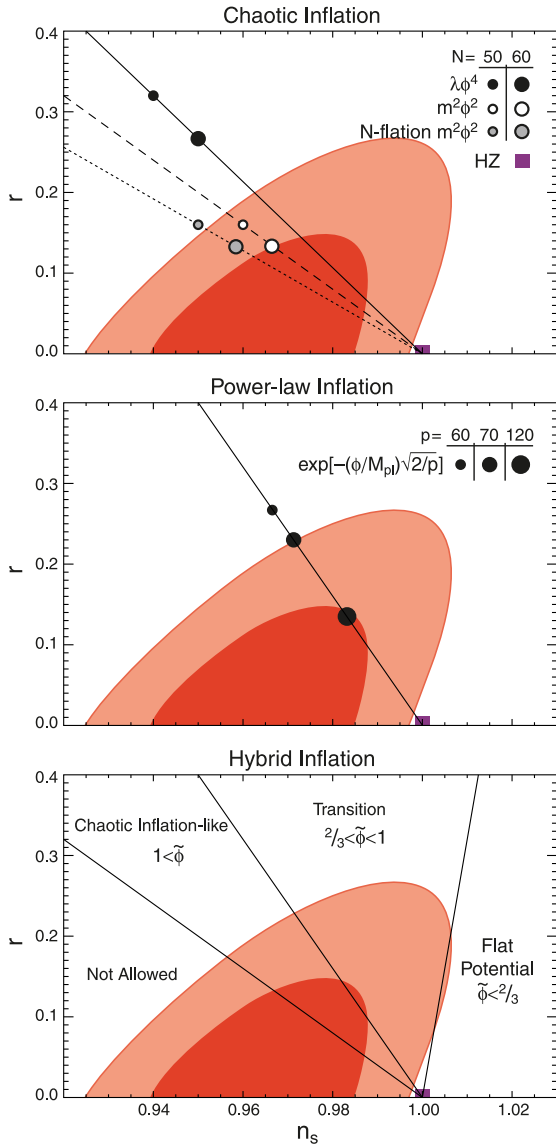 Chaotic Inflation
N= 50 60
λϕ⁴
m²ϕ²
N-flation m²ϕ²
HZ
0.4
0.3
0.2
0.1
0.0
r
Power-law Inflation
p= 60 70 120
exp[−(ϕ/Mpl)√2/p]
0.4
0.3
0.2
0.1
0.0
r
Hybrid Inflation
Transition
²/₃<ϕ̃<1
Chaotic Inflation-like
1<ϕ̃
Not Allowed
Flat
Potential
ϕ̃<²/₃
0.4
0.3
0.2
0.1
0.0
r
0.94 0.96 0.98 1.00 1.02
nₛ